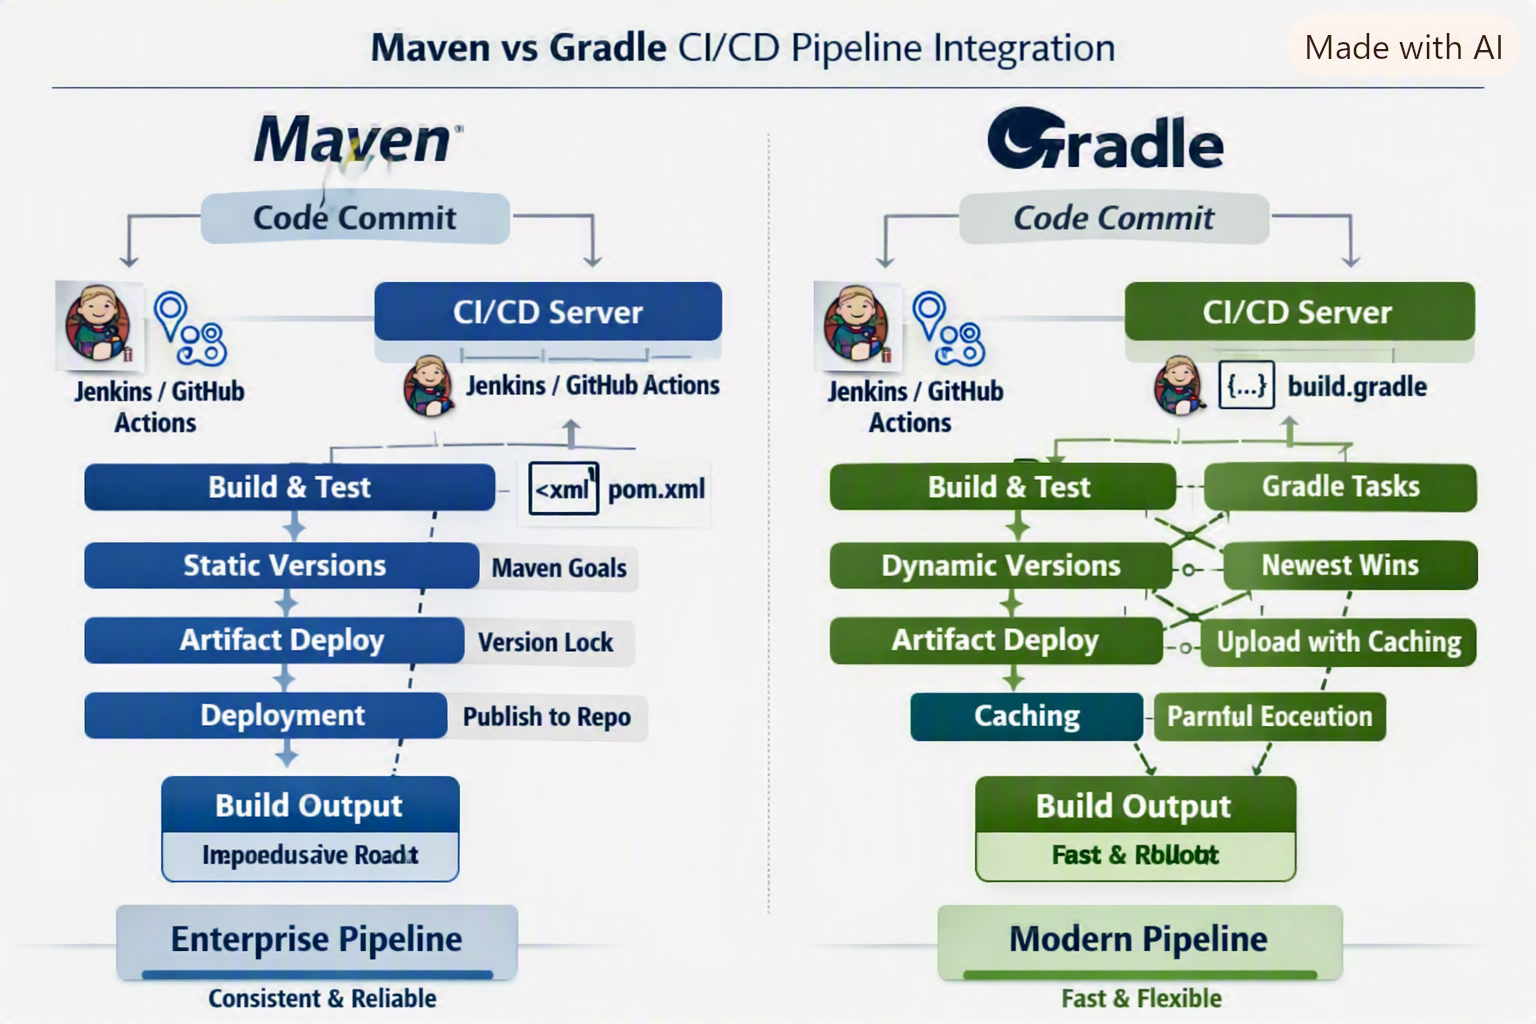 Maven vs Gradle CI/CD Pipeline Integration
Made with AI
Maven
Code Commit
CI/CD Server
Jenkins / GitHub
Actions
Jenkins / GitHub Actions
Build & Test
<xml
pom.xml
Static Versions
Maven Goals
Artifact Deploy
Version Lock
Deployment
Publish to Repo
Build Output
Enterprise Pipeline
Consistent & Reliable
Gradle
Code Commit
CI/CD Server
Jenkins / GitHub
Actions
{...}
build.gradle
Build & Test
Gradle Tasks
Dynamic Versions
Newest Wins
Artifact Deploy
Upload with Caching
Caching
Parnful Eoceution
Build Output
Fast &
Modern Pipeline
Fast & Flexible